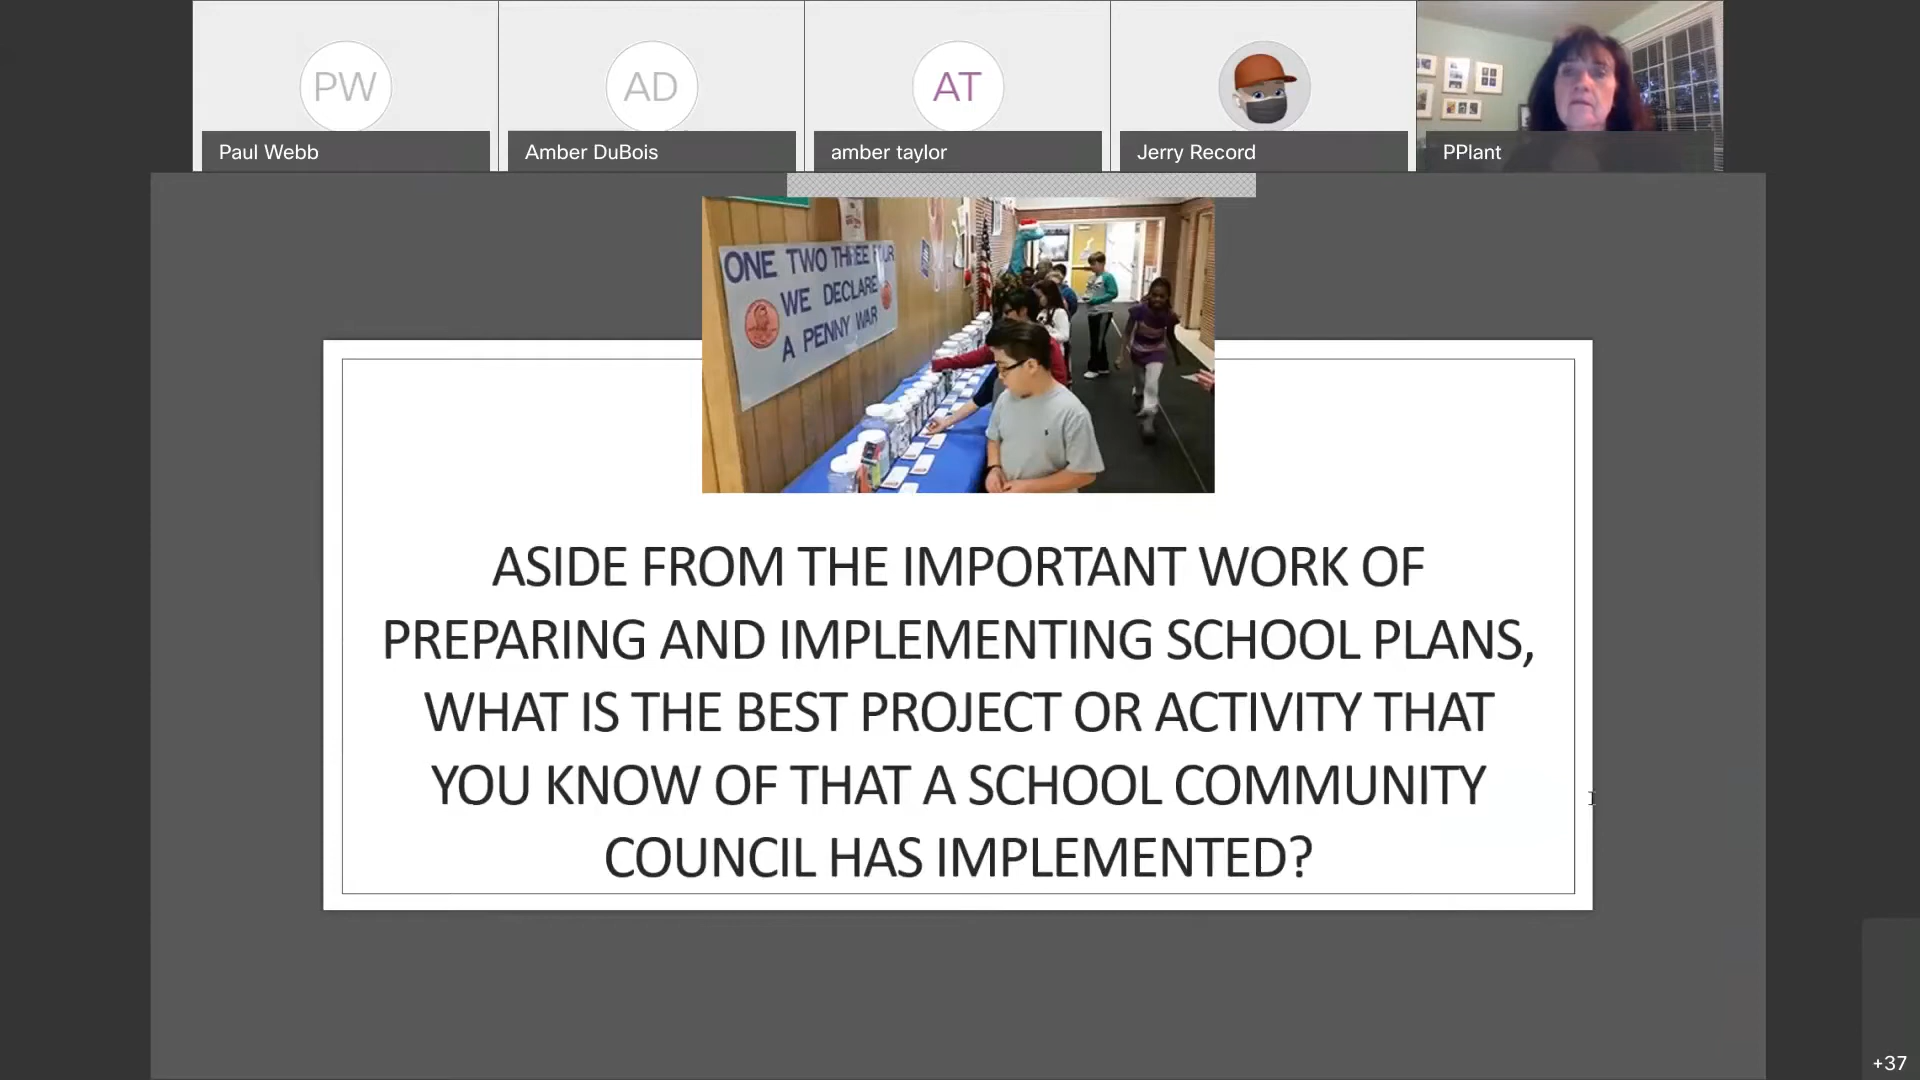 PW
AD
AT
Paul Webb
Amber DuBois
amber taylor
Jerry Record
PPlant
ONE TWO THREE
WE DECLARE
A PENNY WAR
ASIDE FROM THE IMPORTANT WORK OF
PREPARING AND IMPLEMENTING SCHOOL PLANS,
WHAT IS THE BEST PROJECT OR ACTIVITY THAT
YOU KNOW OF THAT A SCHOOL COMMUNITY
COUNCIL HAS IMPLEMENTED?
+37